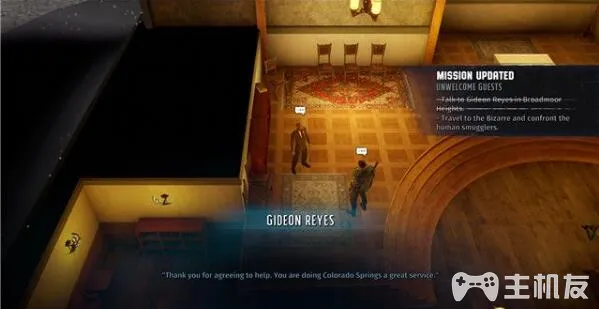 MISSION UPDATED
UNWELCOME GUESTS
- Talk to Gideon Reyes in Broadmoor
Heights.
- Travel to the Bizarre and confront the
human smugglers.
GIDEON REYES
"Thank you for agreeing to help. You are doing Colorado Springs a great service."
主机友